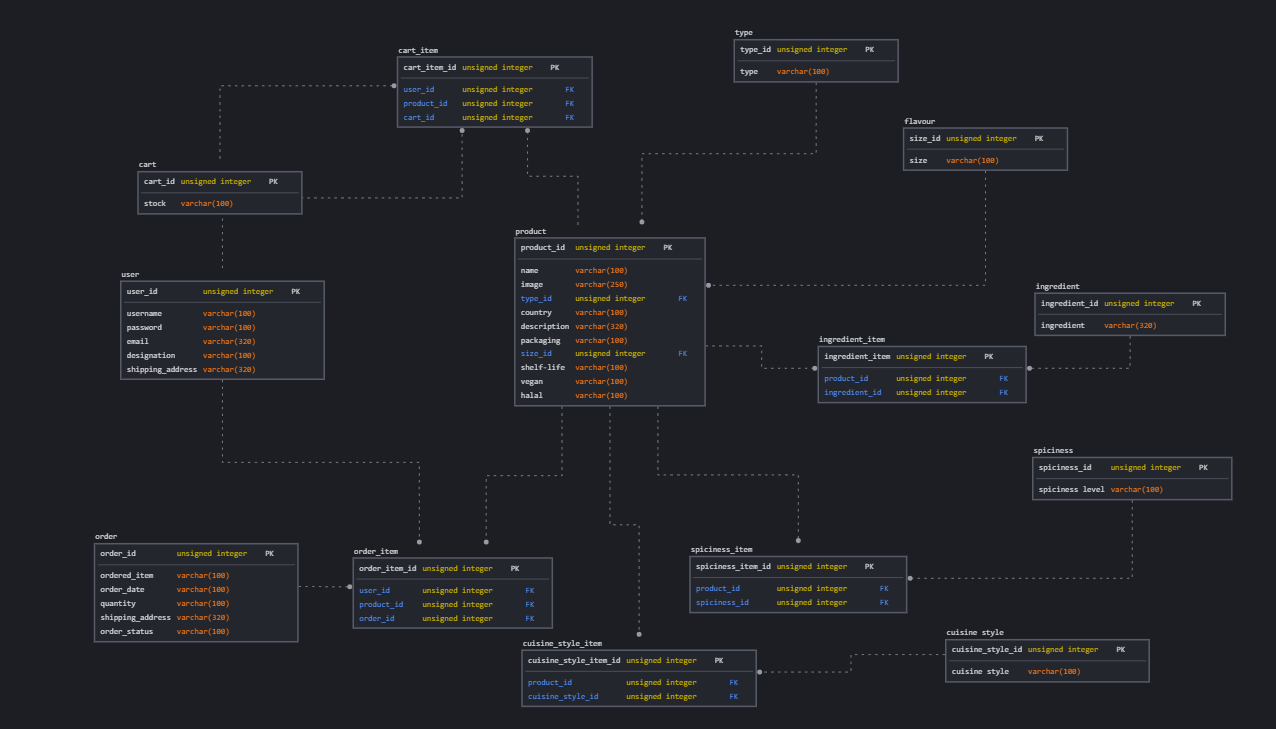 type
type_id unsigned integer PK
type varchar(100)
cart_item
cart_item_id unsigned integer PK
user_id unsigned integer FK
product_id unsigned integer FK
cart_id unsigned integer FK
flavour
size_id unsigned integer PK
size varchar(100)
cart
cart_id unsigned integer PK
stock varchar(100)
product
product_id unsigned integer PK
name varchar(100)
image varchar(250)
type_id unsigned integer FK
country varchar(100)
description varchar(320)
packaging varchar(100)
size_id unsigned integer FK
shelf-life varchar(100)
vegan varchar(100)
halal varchar(100)
user
user_id unsigned integer PK
username varchar(100)
password varchar(100)
email varchar(320)
designation varchar(100)
shipping_address varchar(320)
ingredient
ingredient_id unsigned integer PK
ingredient varchar(320)
ingredient_item
ingredient_item unsigned integer PK
product_id unsigned integer FK
ingredient_id unsigned integer FK
spiciness
spiciness_id unsigned integer PK
spiciness level varchar(100)
order
order_id unsigned integer PK
ordered_item varchar(100)
order_date varchar(100)
quantity varchar(100)
shipping_address varchar(320)
order_status varchar(100)
order_item
order_item_id unsigned integer PK
user_id unsigned integer FK
product_id unsigned integer FK
order_id unsigned integer FK
spiciness_item
spiciness_item_id unsigned integer PK
product_id unsigned integer FK
spiciness_id unsigned integer FK
cuisine_style_item
cuisine_style_item_id unsigned integer PK
product_id unsigned integer FK
cuisine_style_id unsigned integer FK
cuisine style
cuisine_style_id unsigned integer PK
cuisine style varchar(100)